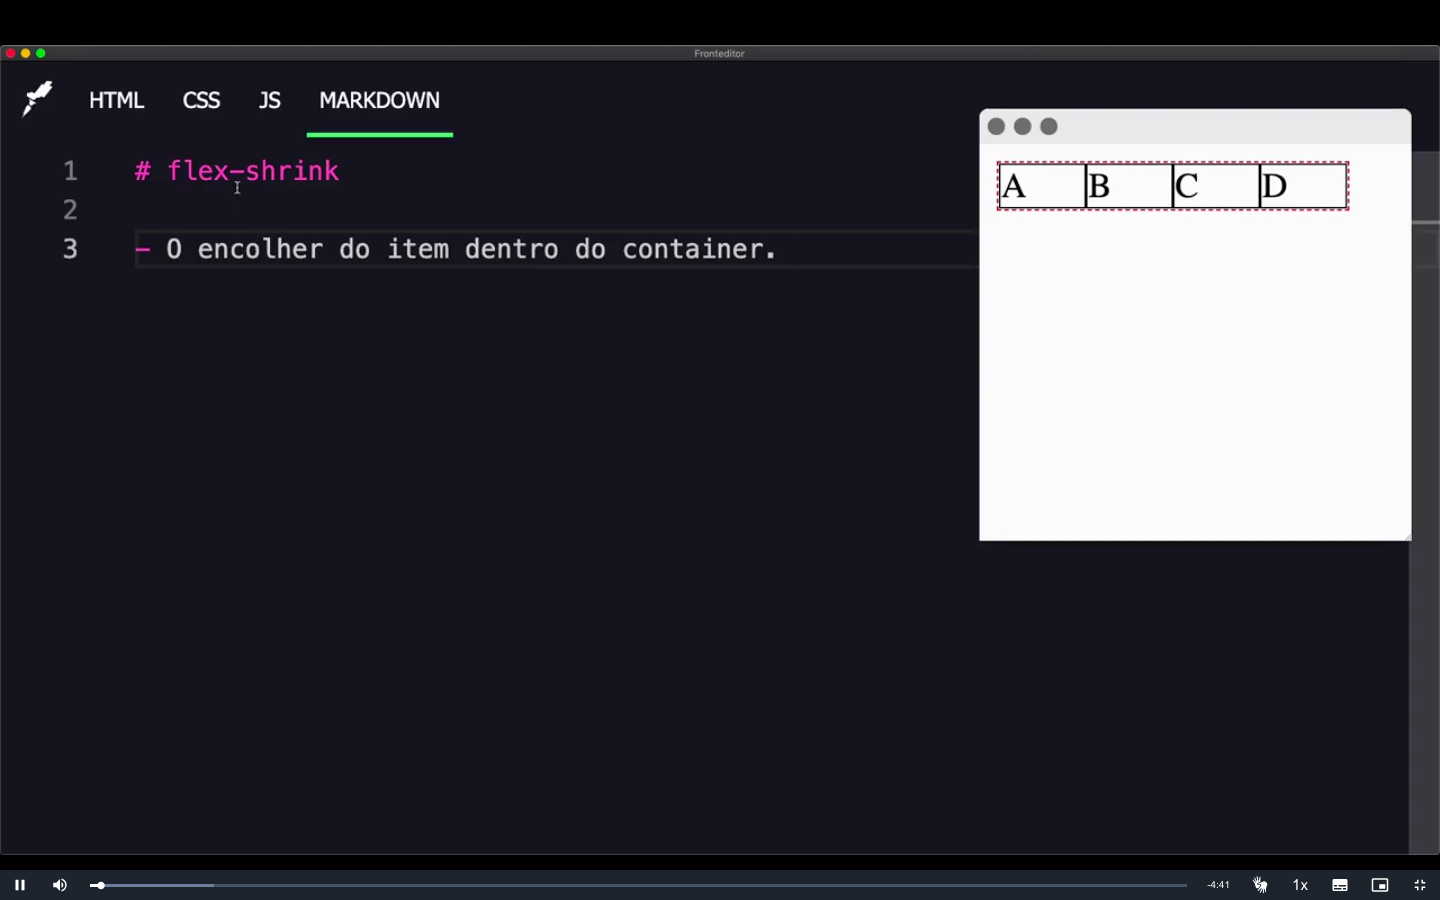 Fronteditor
HTML CSS JS MARKDOWN
1 # flex-shrink
2
3 - O encolher do item dentro do container.
A B C D
-4:41 1x